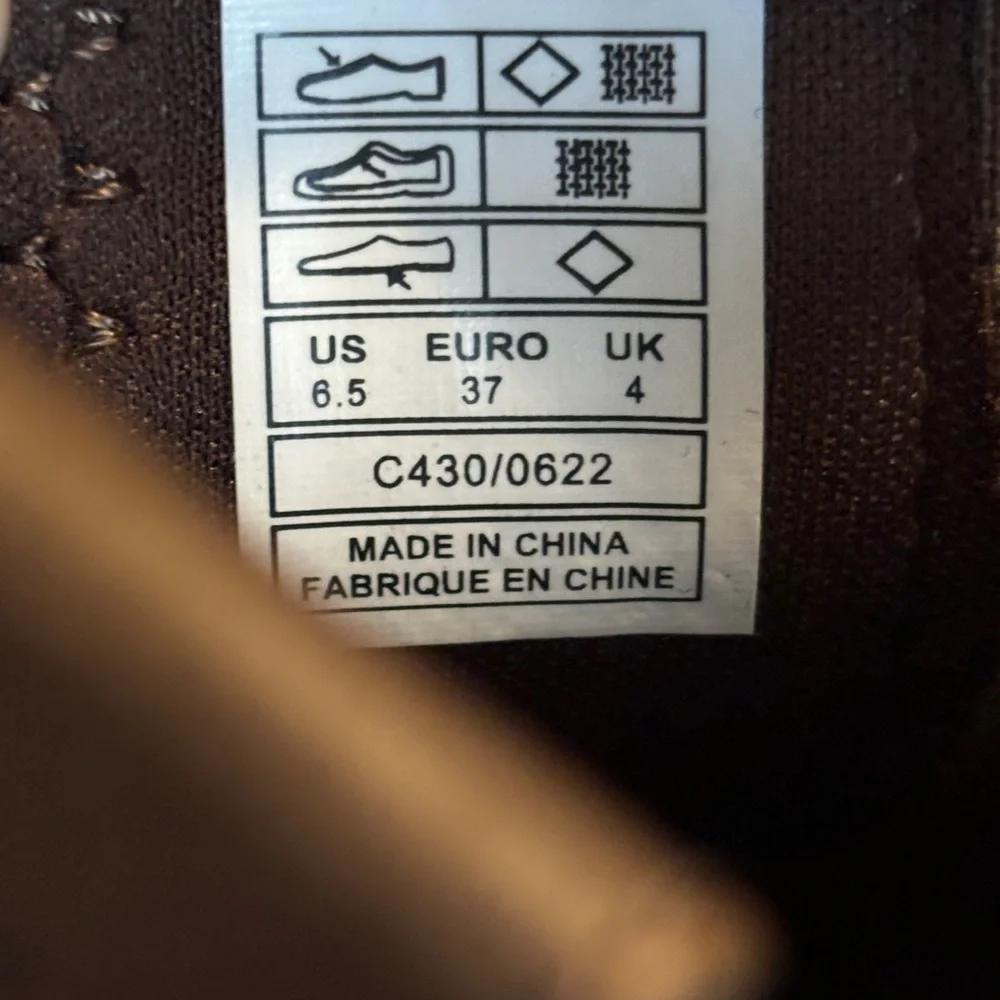 US EURO UK
6.5 37 4
C430/0622
MADE IN CHINA
FABRIQUE EN CHINE